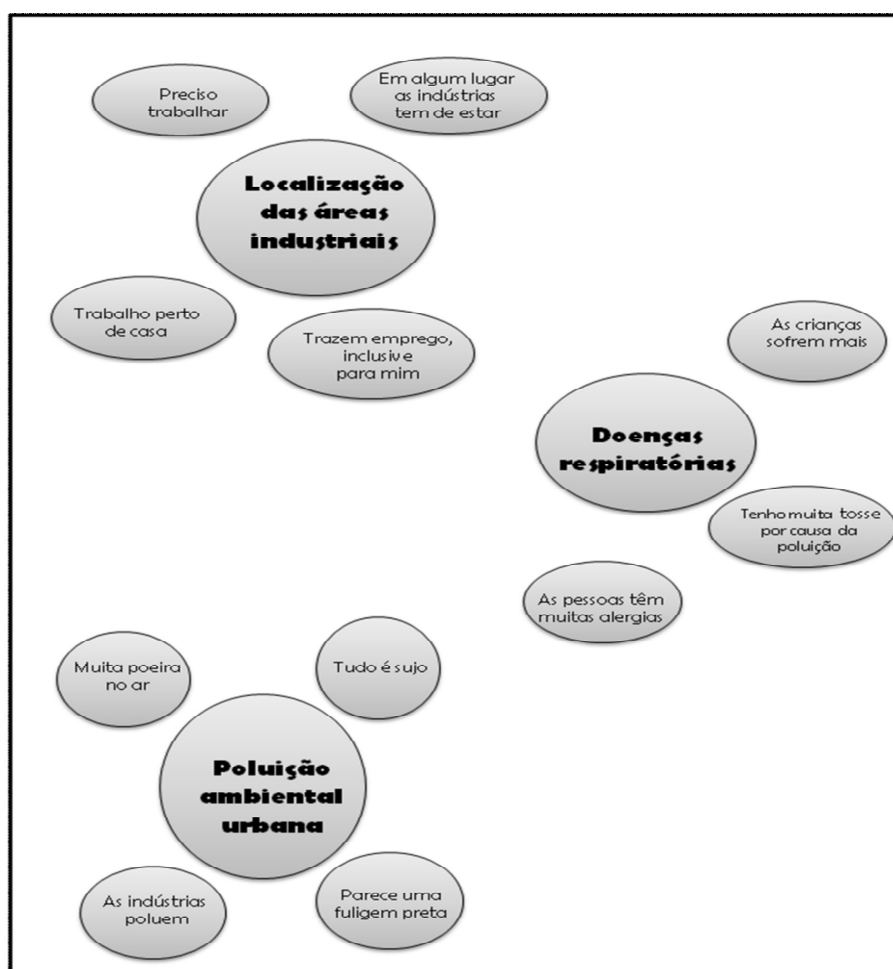 Preciso
trabalhar
Em algum lugar
as indústrias
tem de estar
Localização
das áreas
industriais
Trabalho perto
de casa
Trazem emprego,
inclusive
para mim
As crianças
sofrem mais
Doenças
respiratórias
Tenho muita tosse
por causa da
poluição
As pessoas têm
muitas alergias
Muita poeira
no ar
Tudo é sujo
Poluição
ambiental
urbana
As indústrias
poluem
Parece uma
fuligem preta